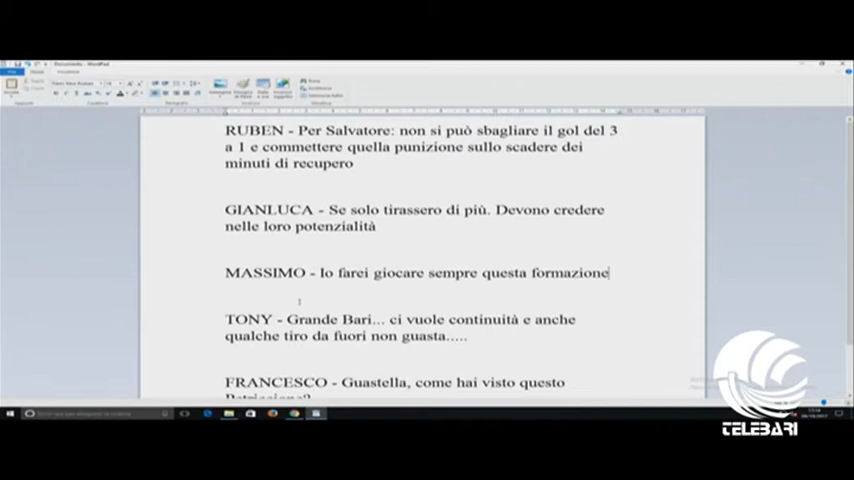 RUBEN - Per Salvatore: non si può sbagliare il gol del 3
a 1 e commettere quella punizione sullo scadere dei
minuti di recupero
GIANLUCA - Se solo tirassero di più. Devono credere
nelle loro potenzialità
MASSIMO - Io farei giocare sempre questa formazione
TONY - Grande Bari... ci vuole continuità e anche
qualche tiro da fuori non guasta.....
FRANCESCO - Guastella, come hai visto questo
TELEBARI